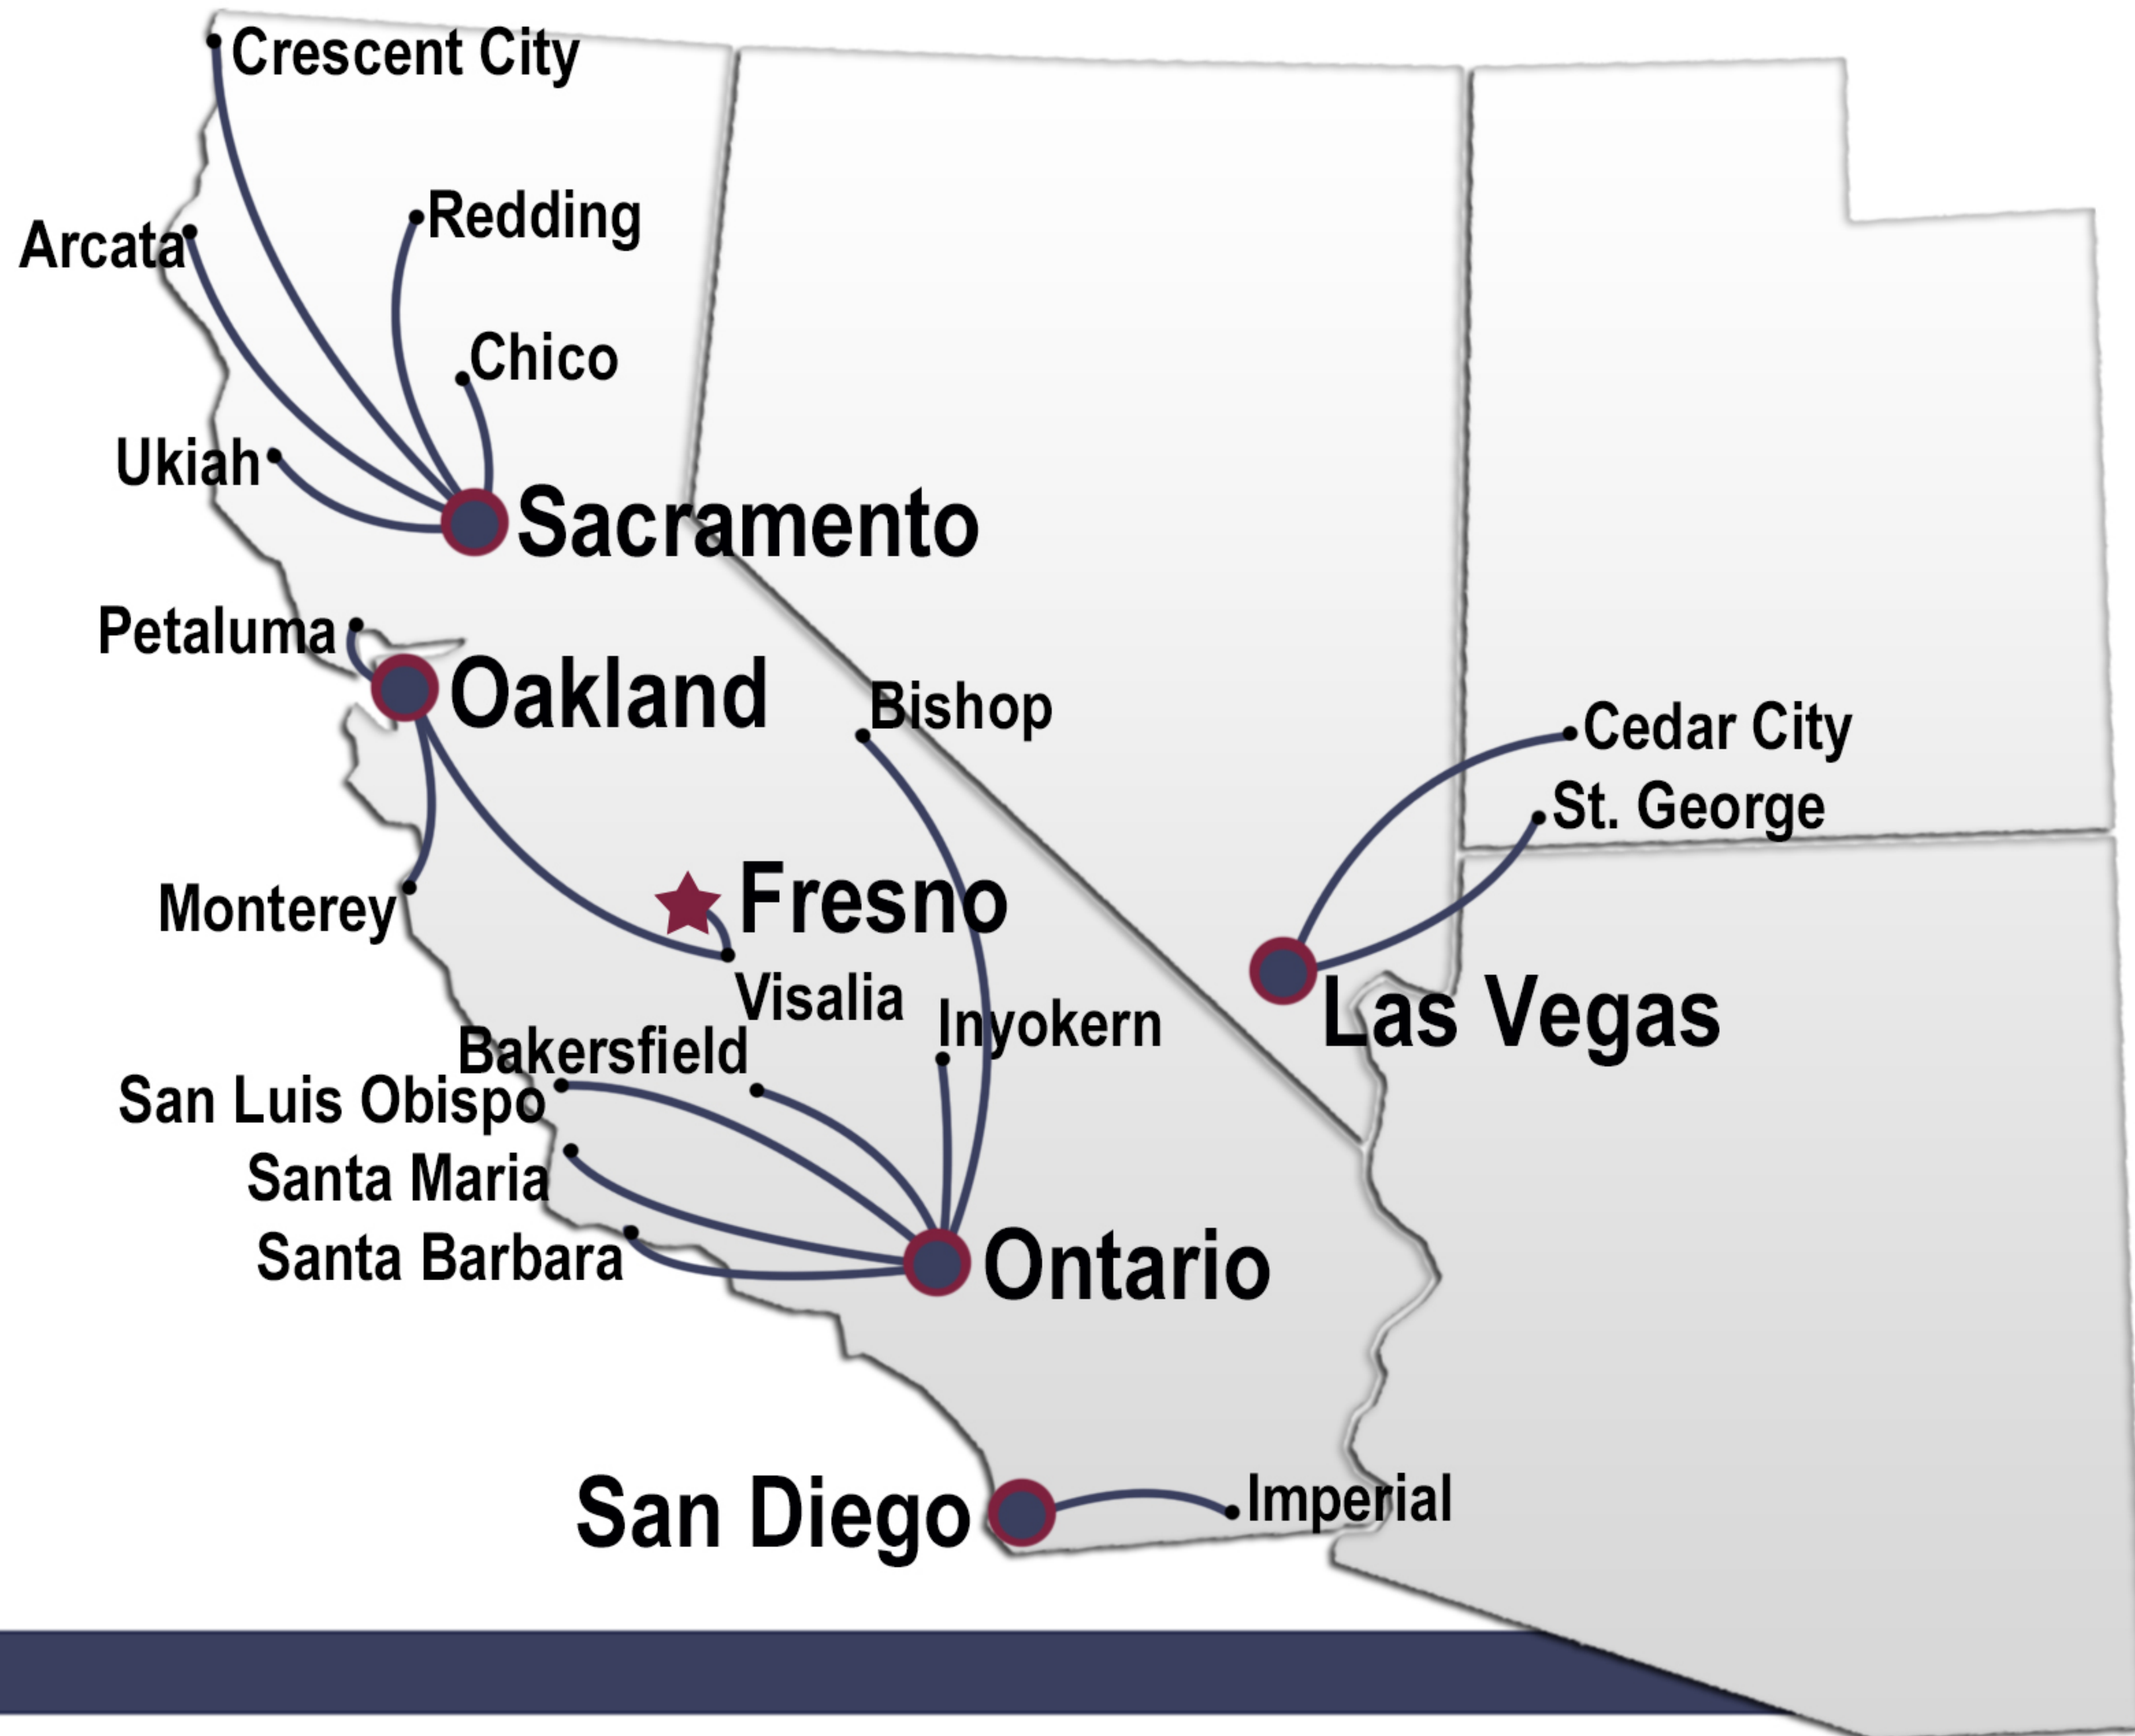 Crescent City
Redding
Arcata
Chico
Ukiah
Sacramento
Petaluma
Oakland
Bishop
Cedar City
St. George
Fresno
Monterey
Visalia
Las Vegas
Inyokern
Bakersfield
San Luis Obispo
Santa Maria
Santa Barbara
Ontario
San Diego
Imperial